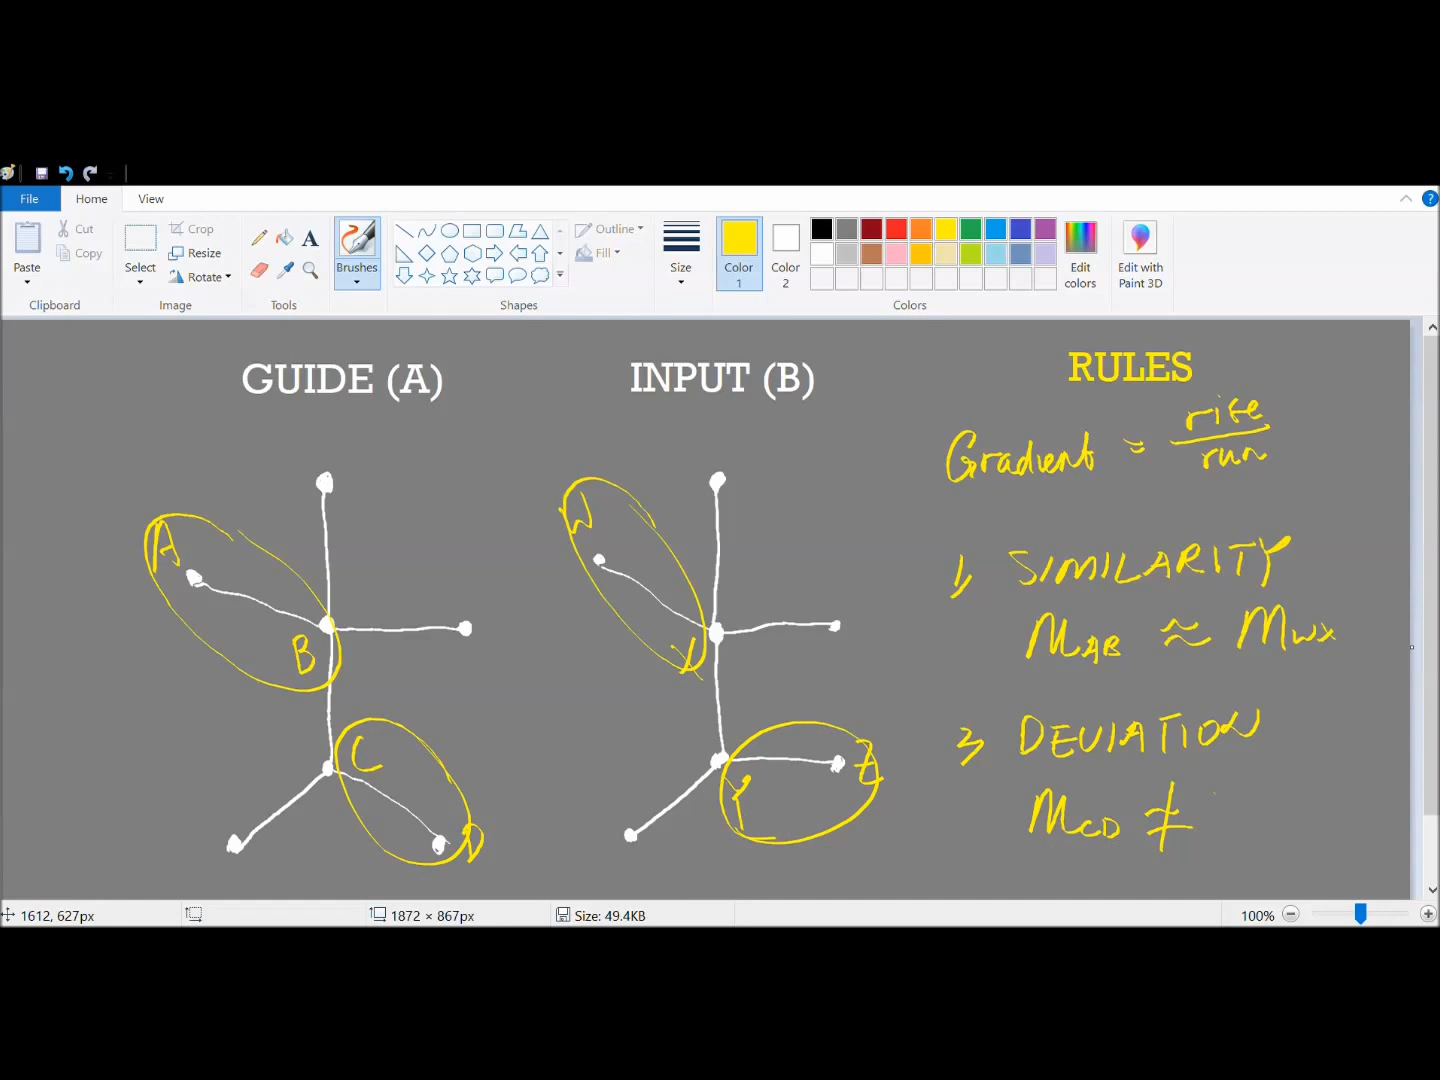 File
Home
View
Cut
Copy
Paste
Clipboard
Select
Crop
Resize
Rotate
Image
A
Tools
Brushes
Outline
Fill
Shapes
Size
Color
1
Color
2
Edit
colors
Colors
Edit with
Paint 3D
?
GUIDE (A)
A
B
C
D
INPUT (B)
W
X
Y
Z
RULES
Gradient = rise
run
1) SIMILARITY
MAB ≈ MWX
2) DEVIATION
MCD ≠
1612, 627px
1872 × 867px
Size: 49.4KB
100%